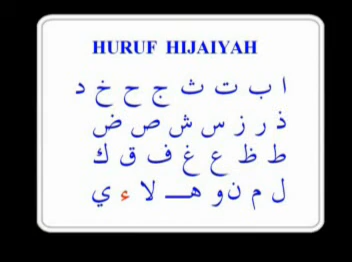 HURUF HIJAIYAH
ا ب ت ث ج ح خ د
ذ ر ز س ش ص ض
ط ظ ع غ ف ق ك
ل م ن و هـ لا ء ي